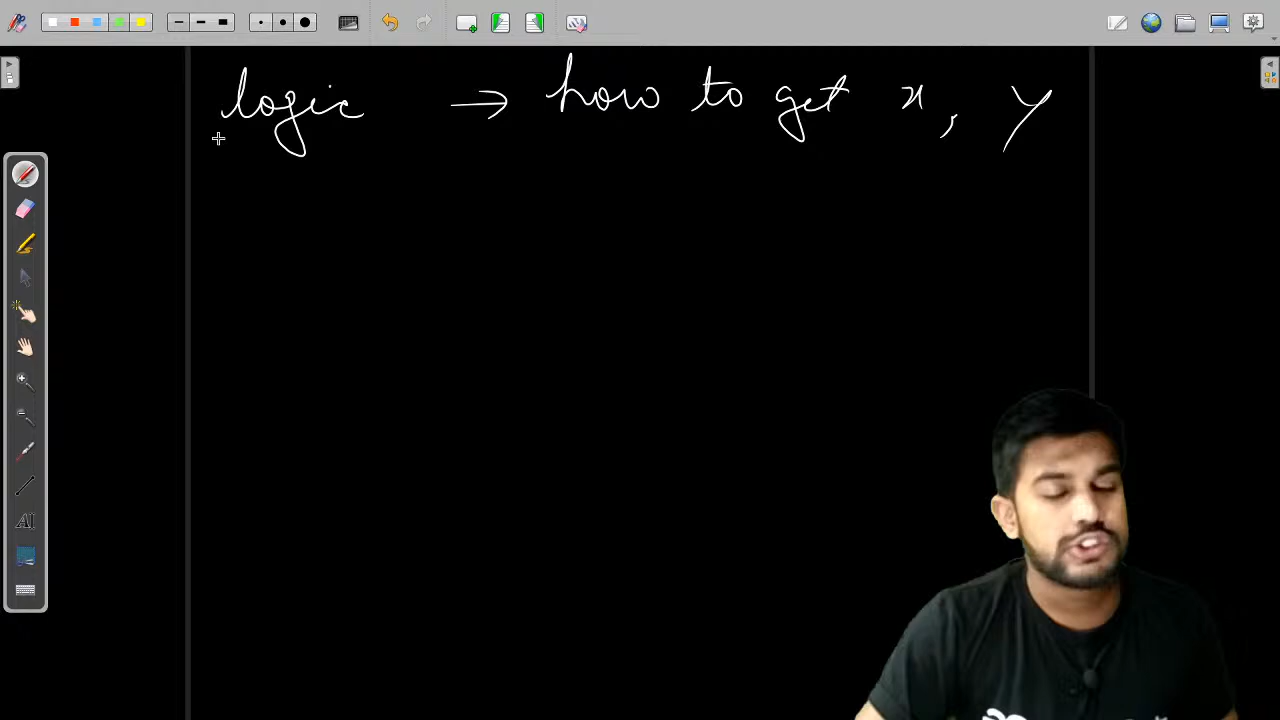 logic → how to get x, y